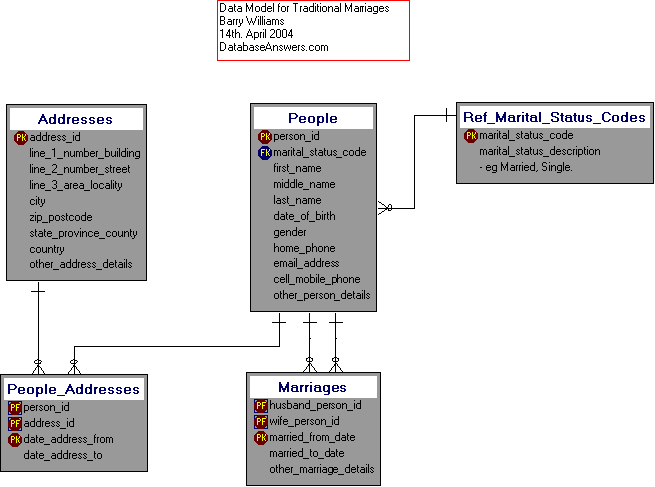 Data Model for Traditional Marriages
Barry Williams
14th. April 2004
DatabaseAnswers.com
Addresses
PK address_id
line_1_number_building
line_2_number_street
line_3_area_locality
city
zip_postcode
state_province_county
country
other_address_details
People
PK person_id
FK marital_status_code
first_name
middle_name
last_name
date_of_birth
gender
home_phone
email_address
cell_mobile_phone
other_person_details
Ref_Marital_Status_Codes
PK marital_status_code
marital_status_description
- eg Married, Single.
People_Addresses
PF person_id
PF address_id
PK date_address_from
date_address_to
Marriages
PF husband_person_id
PF wife_person_id
PK married_from_date
married_to_date
other_marriage_details